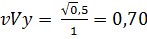 vVy = √0,5/1 = 0,70